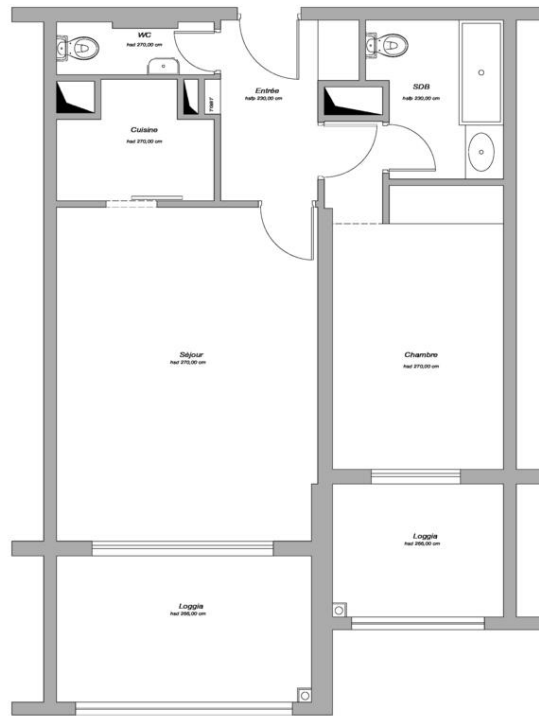 WC
hsd 270,00 cm
Entrée
hsfp 230,00 cm
SDB
hsfp 230,00 cm
Cuisine
hsd 270,00 cm
Séjour
hsd 270,00 cm
Chambre
hsd 270,00 cm
Loggia
hsd 266,00 cm
Loggia
hsd 266,00 cm